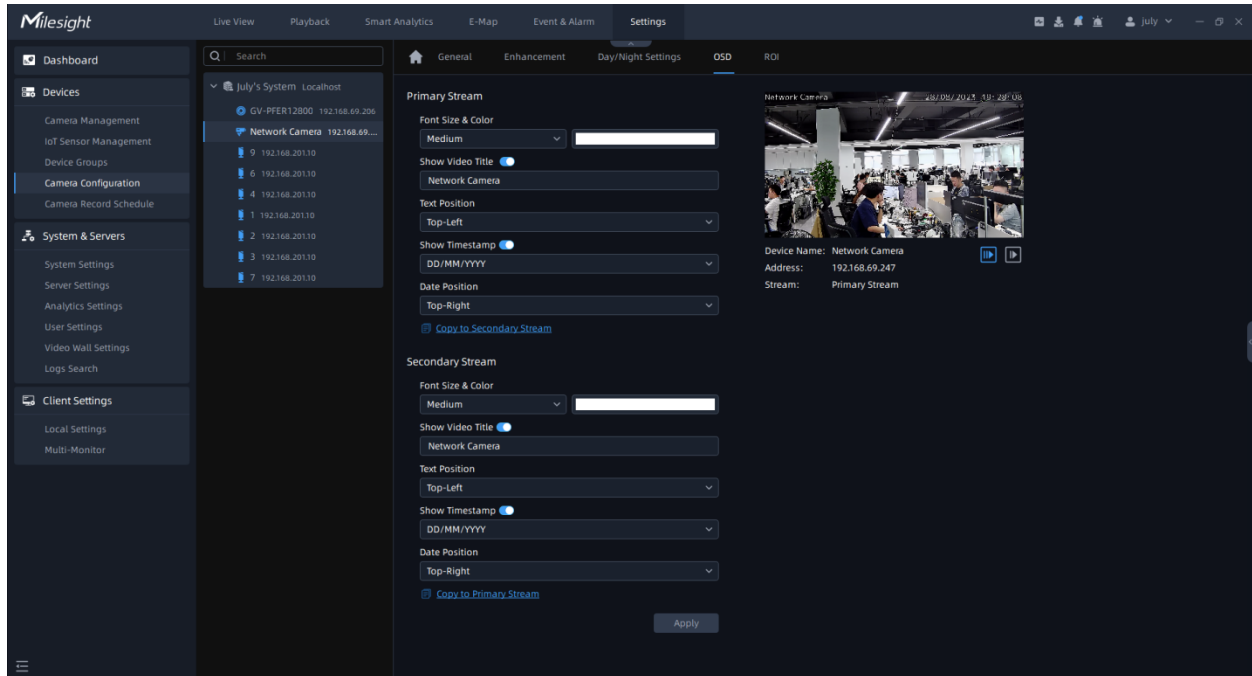 Milesight
Live View Playback Smart Analytics E-Map Event & Alarm Settings
july
Dashboard
Devices
Camera Management
IoT Sensor Management
Device Groups
Camera Configuration
Camera Record Schedule
System & Servers
System Settings
Server Settings
Analytics Settings
User Settings
Video Wall Settings
Logs Search
Client Settings
Local Settings
Multi-Monitor
Search
July's System Localhost
GV-PFER12800 192.168.69.206
Network Camera 192.168.69....
9 192.168.201.10
6 192.168.201.10
4 192.168.201.10
1 192.168.201.10
2 192.168.201.10
3 192.168.201.10
7 192.168.201.10
General Enhancement Day/Night Settings OSD ROI
Primary Stream
Font Size & Color
Medium
Show Video Title
Network Camera
Text Position
Top-Left
Show Timestamp
DD/MM/YYYY
Date Position
Top-Right
Copy to Secondary Stream
Secondary Stream
Font Size & Color
Medium
Show Video Title
Network Camera
Text Position
Top-Left
Show Timestamp
DD/MM/YYYY
Date Position
Top-Right
Copy to Primary Stream
Apply
Network Camera 28/08/2023 19:28:08
Device Name: Network Camera
Address: 192.168.69.247
Stream: Primary Stream